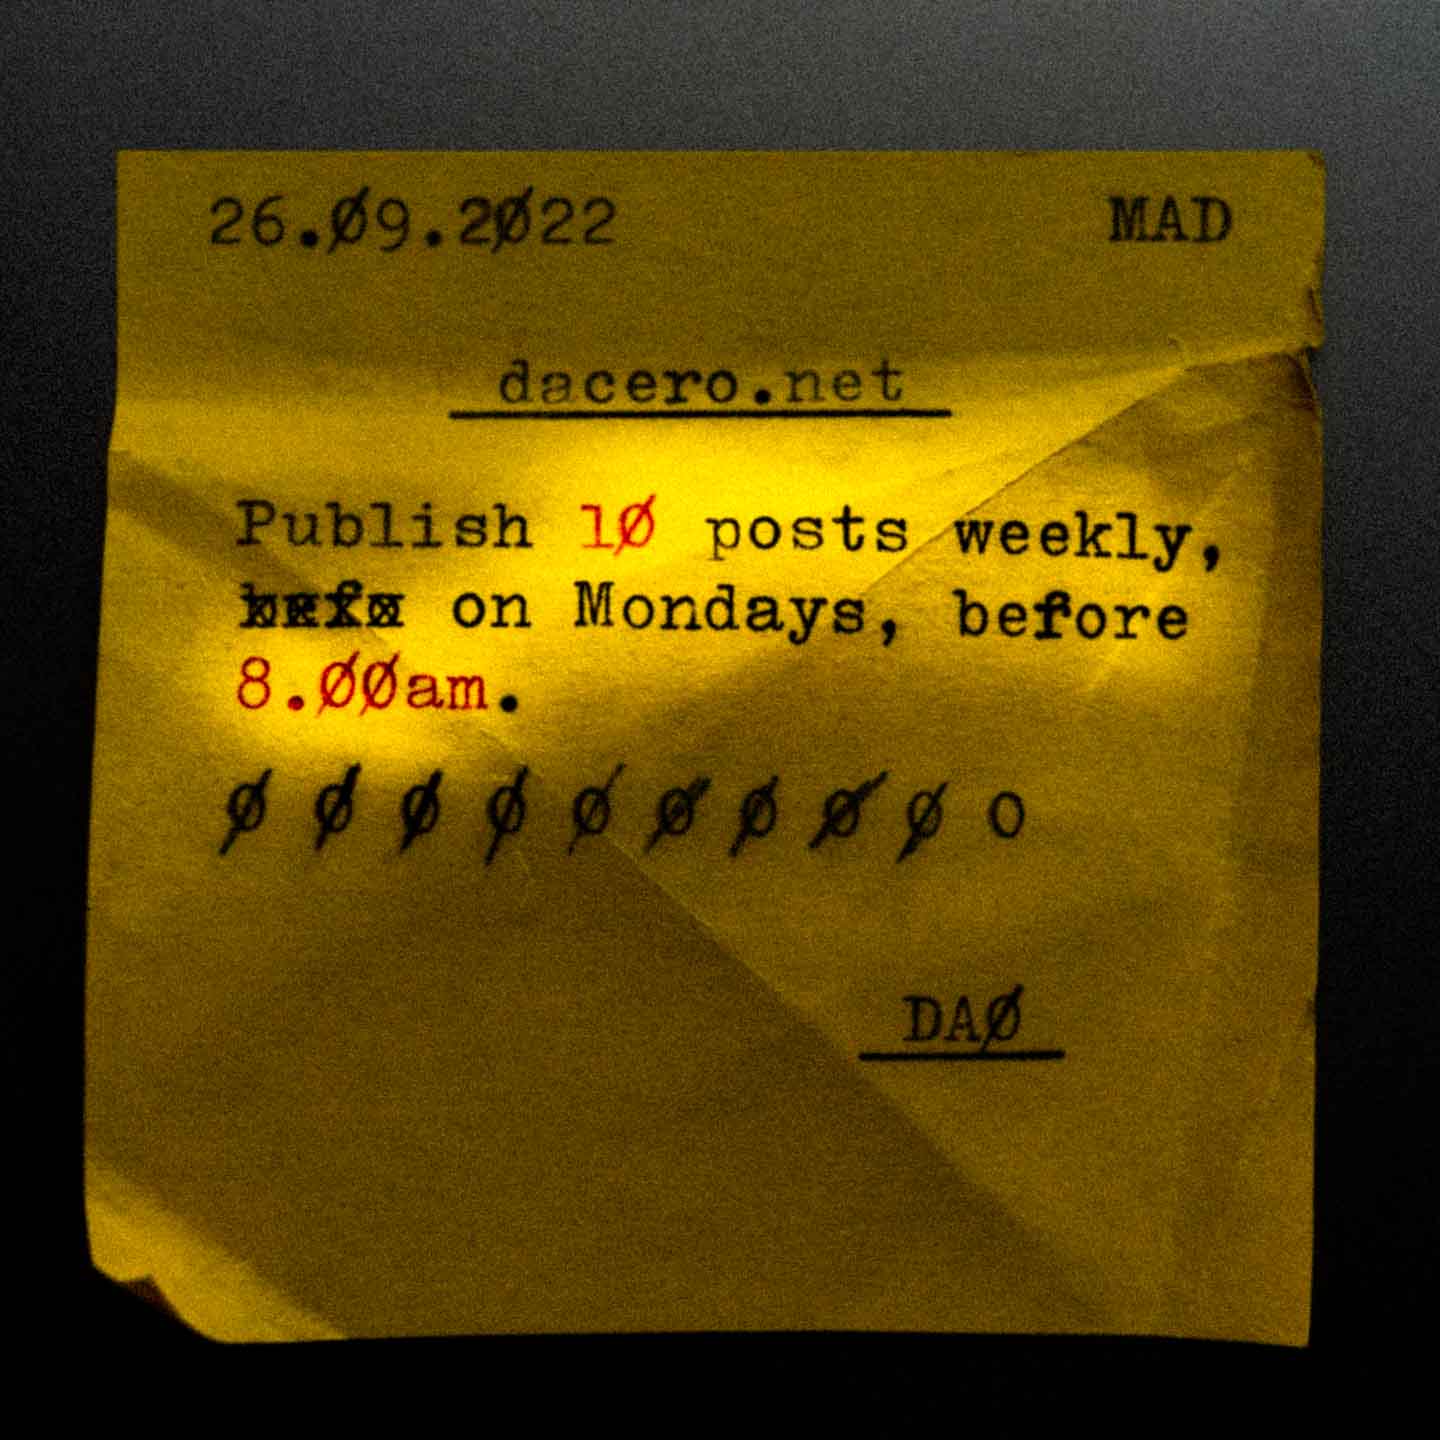 26.Ø9.2Ø22 MAD
dacero.net
Publish 1Ø posts weekly,
on Mondays, before
8.ØØam.
Ø Ø Ø Ø Ø Ø Ø Ø Ø O
DAØ